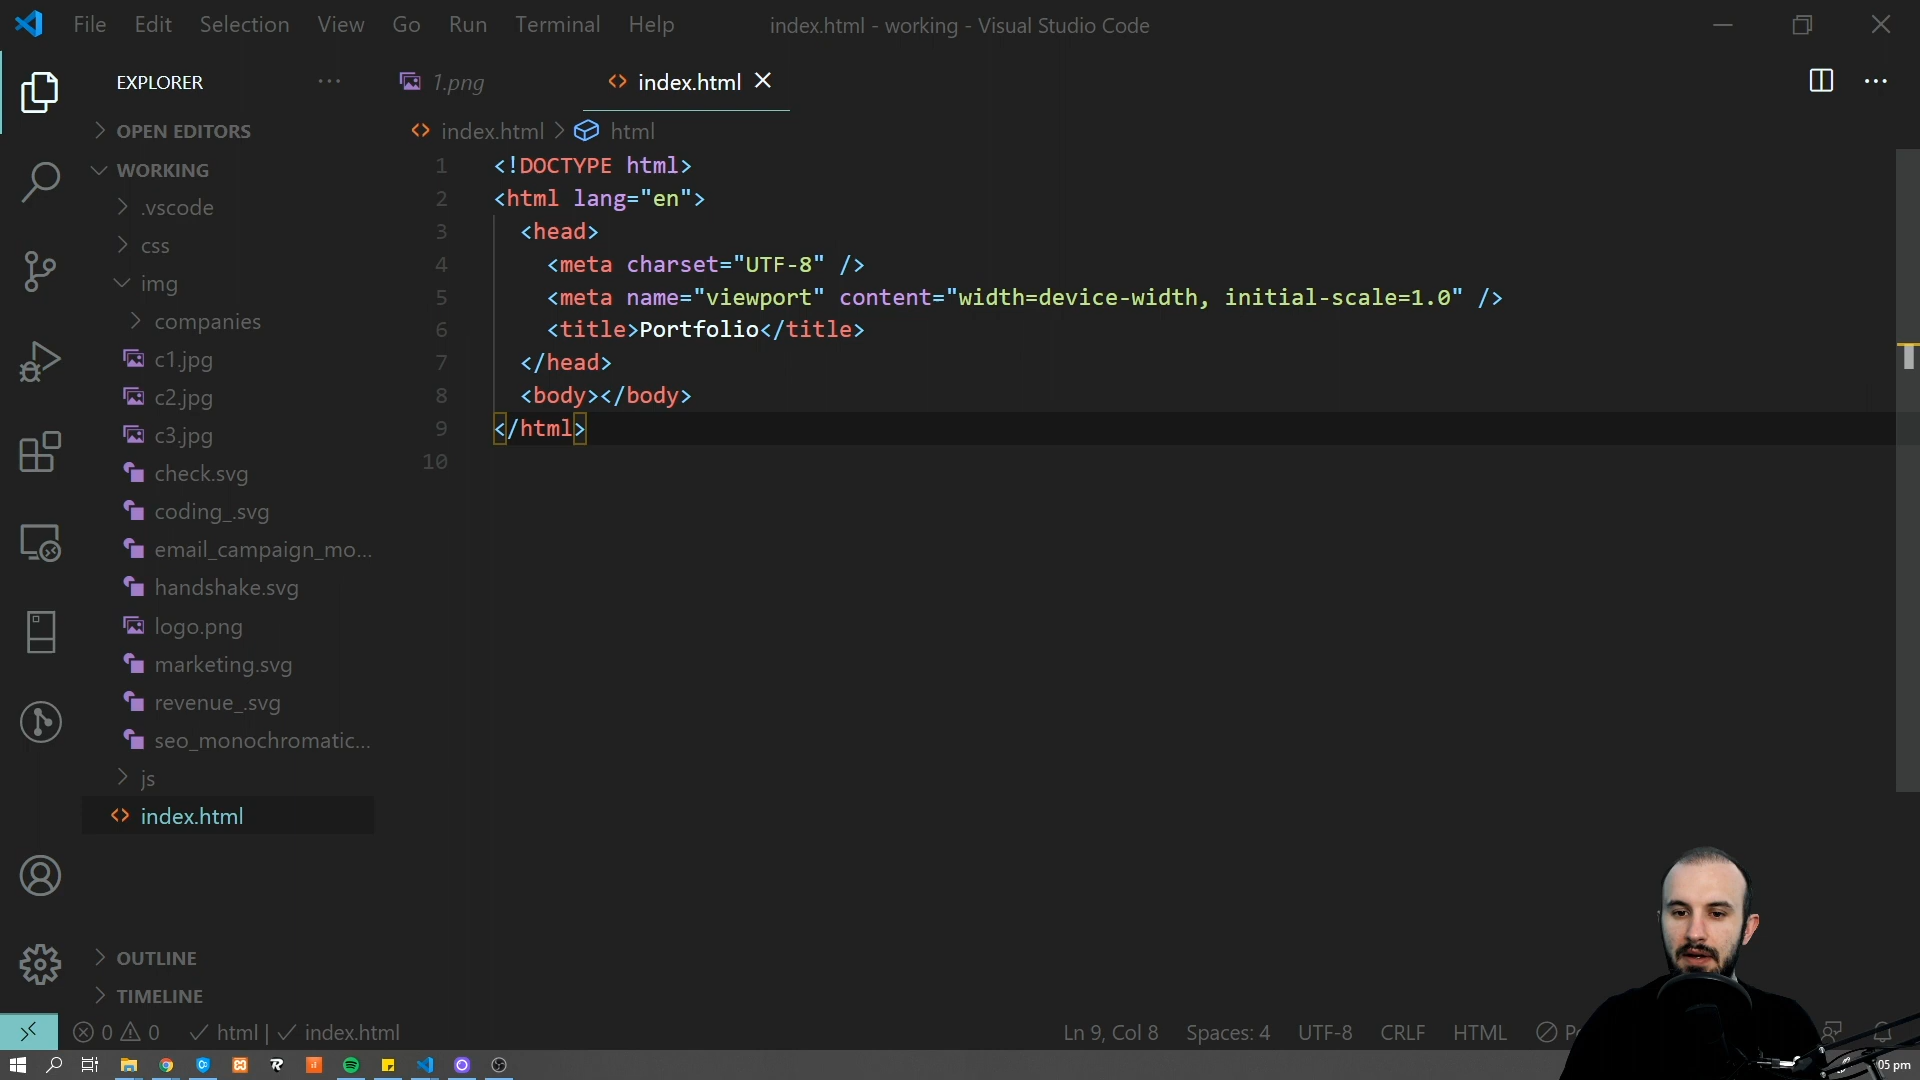 File Edit Selection View Go Run Terminal Help index.html - working - Visual Studio Code
EXPLORER
1.png
index.html
OPEN EDITORS
index.html > html
WORKING
.vscode
css
img
companies
c1.jpg
c2.jpg
c3.jpg
check.svg
coding_.svg
email_campaign_mo...
handshake.svg
logo.png
marketing.svg
revenue_.svg
seo_monochromatic...
js
index.html
OUTLINE
TIMELINE
1 <!DOCTYPE html>
2 <html lang="en">
3 <head>
4 <meta charset="UTF-8" />
5 <meta name="viewport" content="width=device-width, initial-scale=1.0" />
6 <title>Portfolio</title>
7 </head>
8 <body></body>
9 </html>
10
0 0 html | index.html Ln 9, Col 8 Spaces: 4 UTF-8 CRLF HTML
05 pm